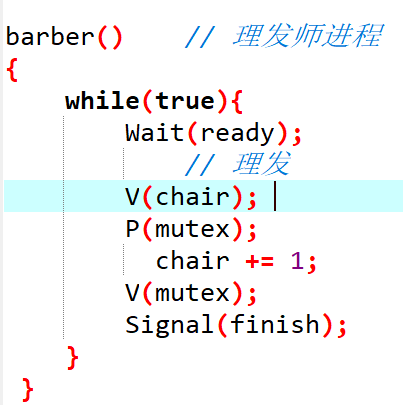 barber()    // 理发师进程
{
    while(true){
        Wait(ready);
            // 理发
        V(chair);
        P(mutex);
          chair += 1;
        V(mutex);
        Signal(finish);
    }
 }